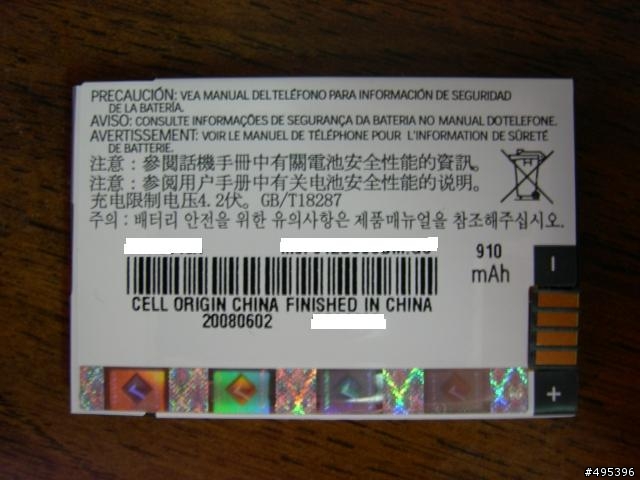 PRECAUCIÓN: VEA MANUAL DEL TELÉFONO PARA INFORMACIÓN DE SEGURIDAD
DE LA BATERÍA.
AVISO: CONSULTE INFORMAÇÕES DE SEGURANÇA DA BATERIA NO MANUAL DOTELEFONE.
AVERTISSEMENT: VOIR LE MANUEL DE TÉLÉPHONE POUR L'INFORMATION DE SÛRETÉ
DE BATTERIE.
注意：參閱話機手冊中有關電池安全性能的資訊。
注意：参阅用户手册中有关电池安全性能的说明。
充电限制电压4.2伏。GB/T18287
주의：배터리 안전을 위한 유의사항은 제품매뉴얼을 참조해주십시오.
910
mAh
CELL ORIGIN CHINA FINISHED IN CHINA
20080602
#495396